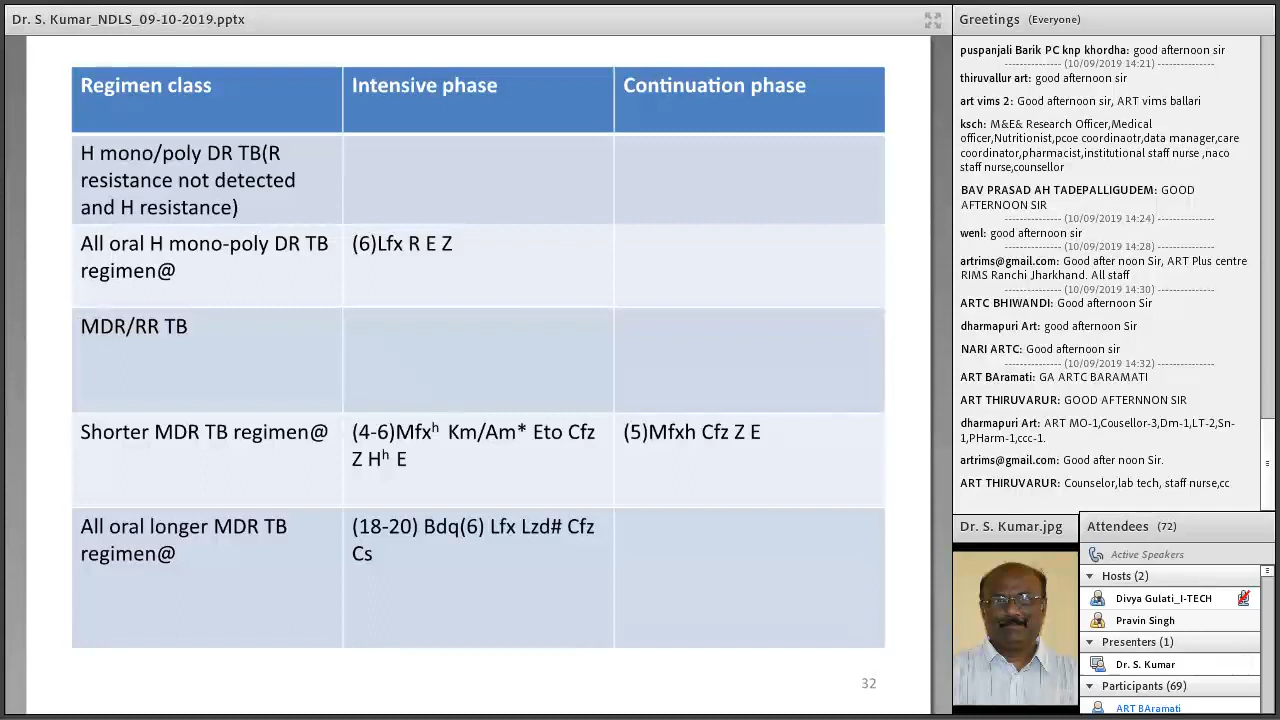 Dr. S. Kumar_NDLS_09-10-2019.pptx
Regimen class
Intensive phase
Continuation phase
H mono/poly DR TB(R
resistance not detected
and H resistance)
All oral H mono-poly DR TB
regimen@
(6)Lfx R E Z
MDR/RR TB
Shorter MDR TB regimen@
(4-6)Mfxʰ Km/Am* Eto Cfz
Z Hʰ E
(5)Mfxh Cfz Z E
All oral longer MDR TB
regimen@
(18-20) Bdq(6) Lfx Lzd# Cfz
Cs
32
Greetings (Everyone)
puspanjali Barik PC knp khordha: good afternoon sir
--------------- (10/09/2019 14:21) ---------------
thiruvallur art: good afternoon sir
art vims 2: Good afternoon sir, ART vims ballari
ksch: M&E& Research Officer,Medical
officer,Nutritionist,pcoe coordinaotr,data manager,care
coordinator,pharmacist,institutional staff nurse ,naco
staff nurse,counsellor
BAV PRASAD AH TADEPALLIGUDEM: GOOD
AFTERNOON SIR
--------------- (10/09/2019 14:24) ---------------
wenl: good afternoon sir
--------------- (10/09/2019 14:28) ---------------
artrims@gmail.com: Good after noon Sir, ART Plus centre
RIMS Ranchi Jharkhand. All staff
--------------- (10/09/2019 14:30) ---------------
ARTC BHIWANDI: Good afternoon Sir
dharmapuri Art: good afternoon Sir
NARI ARTC: Good afternoon sir
--------------- (10/09/2019 14:32) ---------------
ART BAramati: GA ARTC BARAMATI
ART THIRUVARUR: GOOD AFTERNNON SIR
dharmapuri Art: ART MO-1,Cousellor-3,Dm-1,LT-2,Sn-
1,PHarm-1,ccc-1.
artrims@gmail.com: Good after noon Sir.
ART THIRUVARUR: Counselor,lab tech, staff nurse,cc
Dr. S. Kumar.jpg
Attendees (72)
Active Speakers
Hosts (2)
Divya Gulati_I-TECH
Pravin Singh
Presenters (1)
Dr. S. Kumar
Participants (69)
ART BAramati